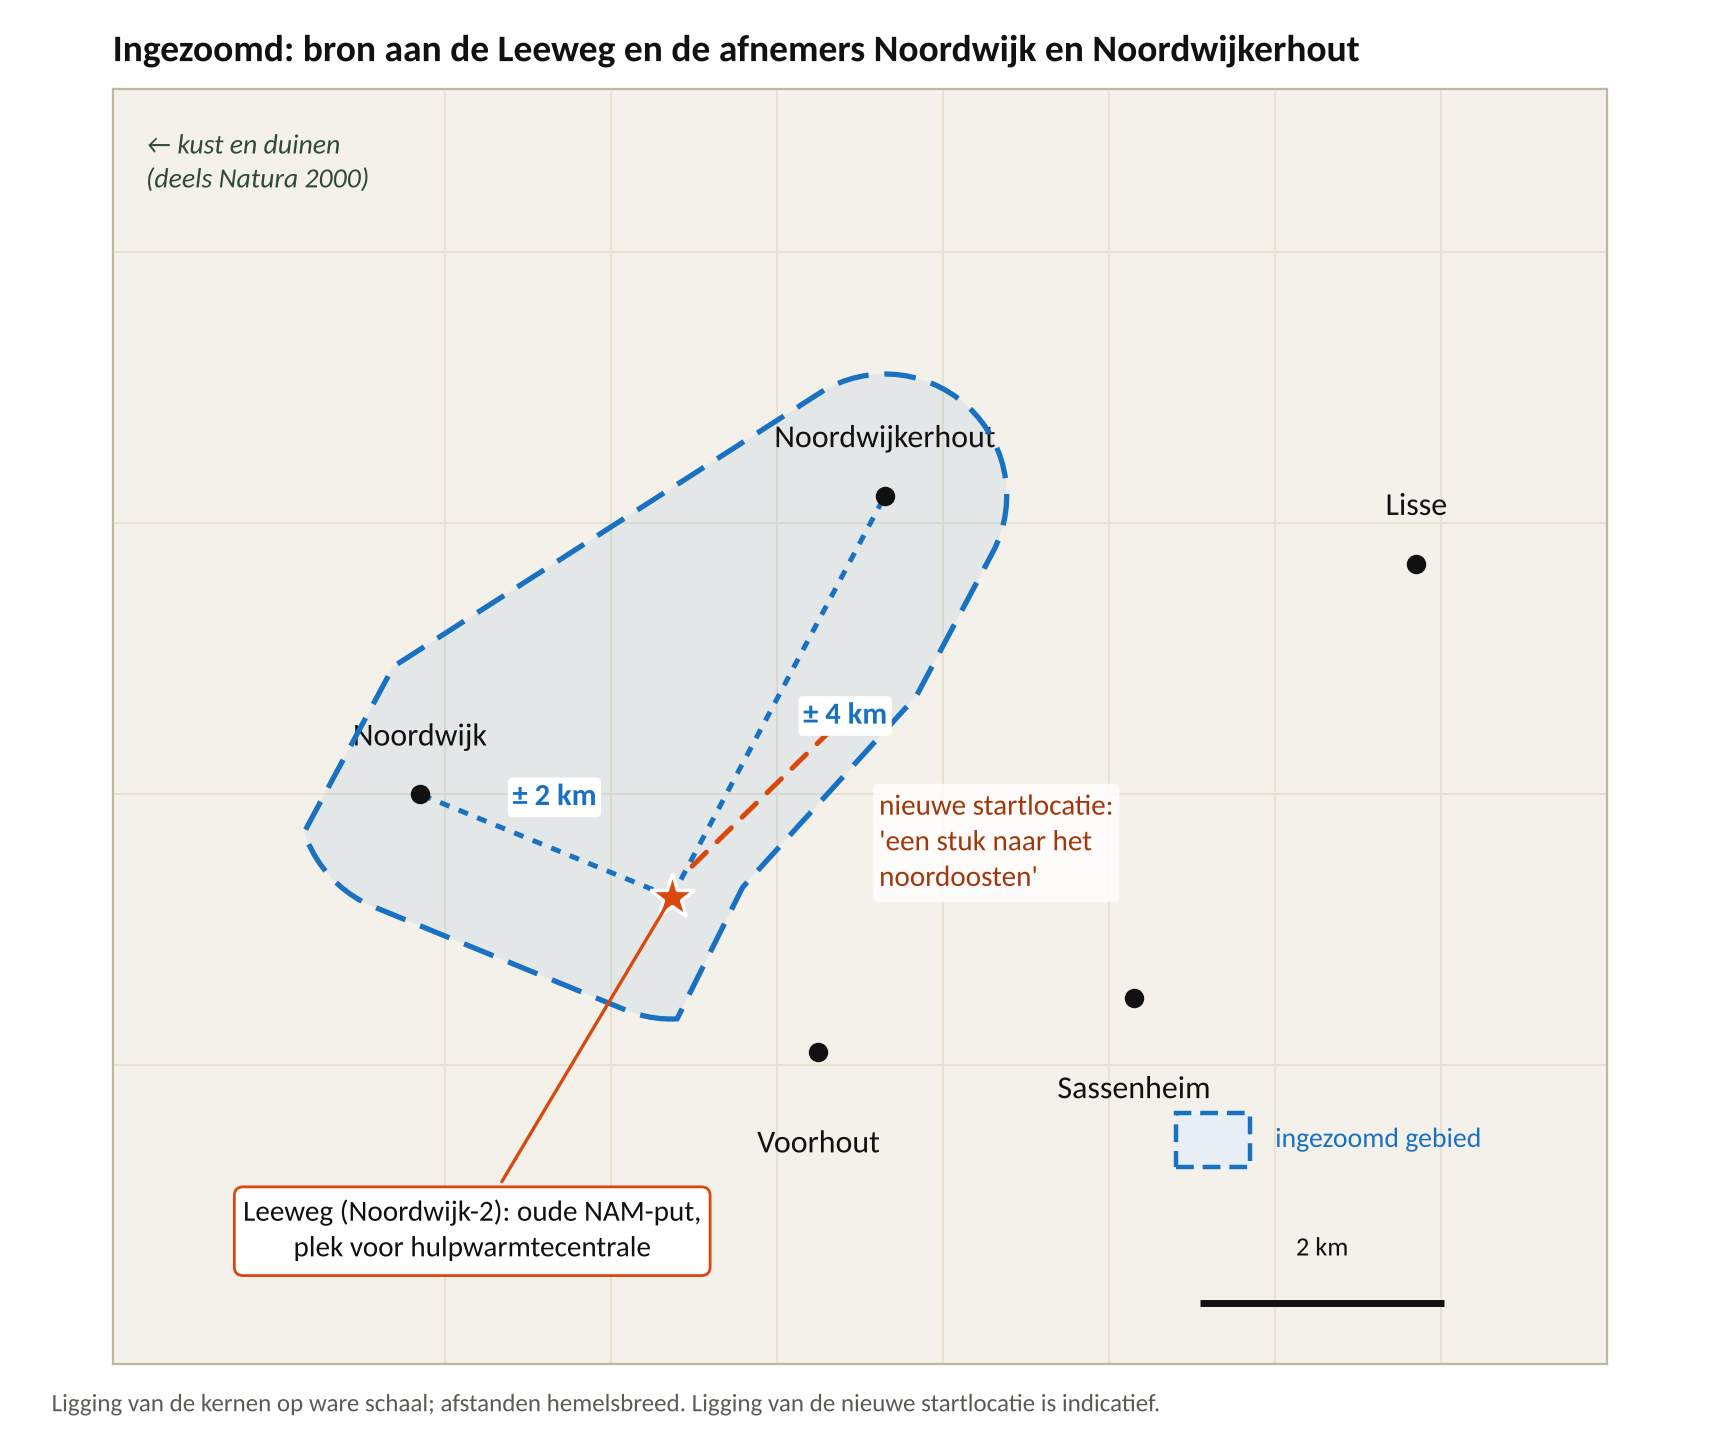 Ingezoomd: bron aan de Leeweg en de afnemers Noordwijk en Noordwijkerhout
← kust en duinen
(deels Natura 2000)
Noordwijkerhout
Lisse
± 4 km
Noordwijk
± 2 km
nieuwe startlocatie:
'een stuk naar het
noordoosten'
Sassenheim
Voorhout
ingezoomd gebied
Leeweg (Noordwijk-2): oude NAM-put,
plek voor hulpwarmtecentrale
2 km
Ligging van de kernen op ware schaal; afstanden hemelsbreed. Ligging van de nieuwe startlocatie is indicatief.